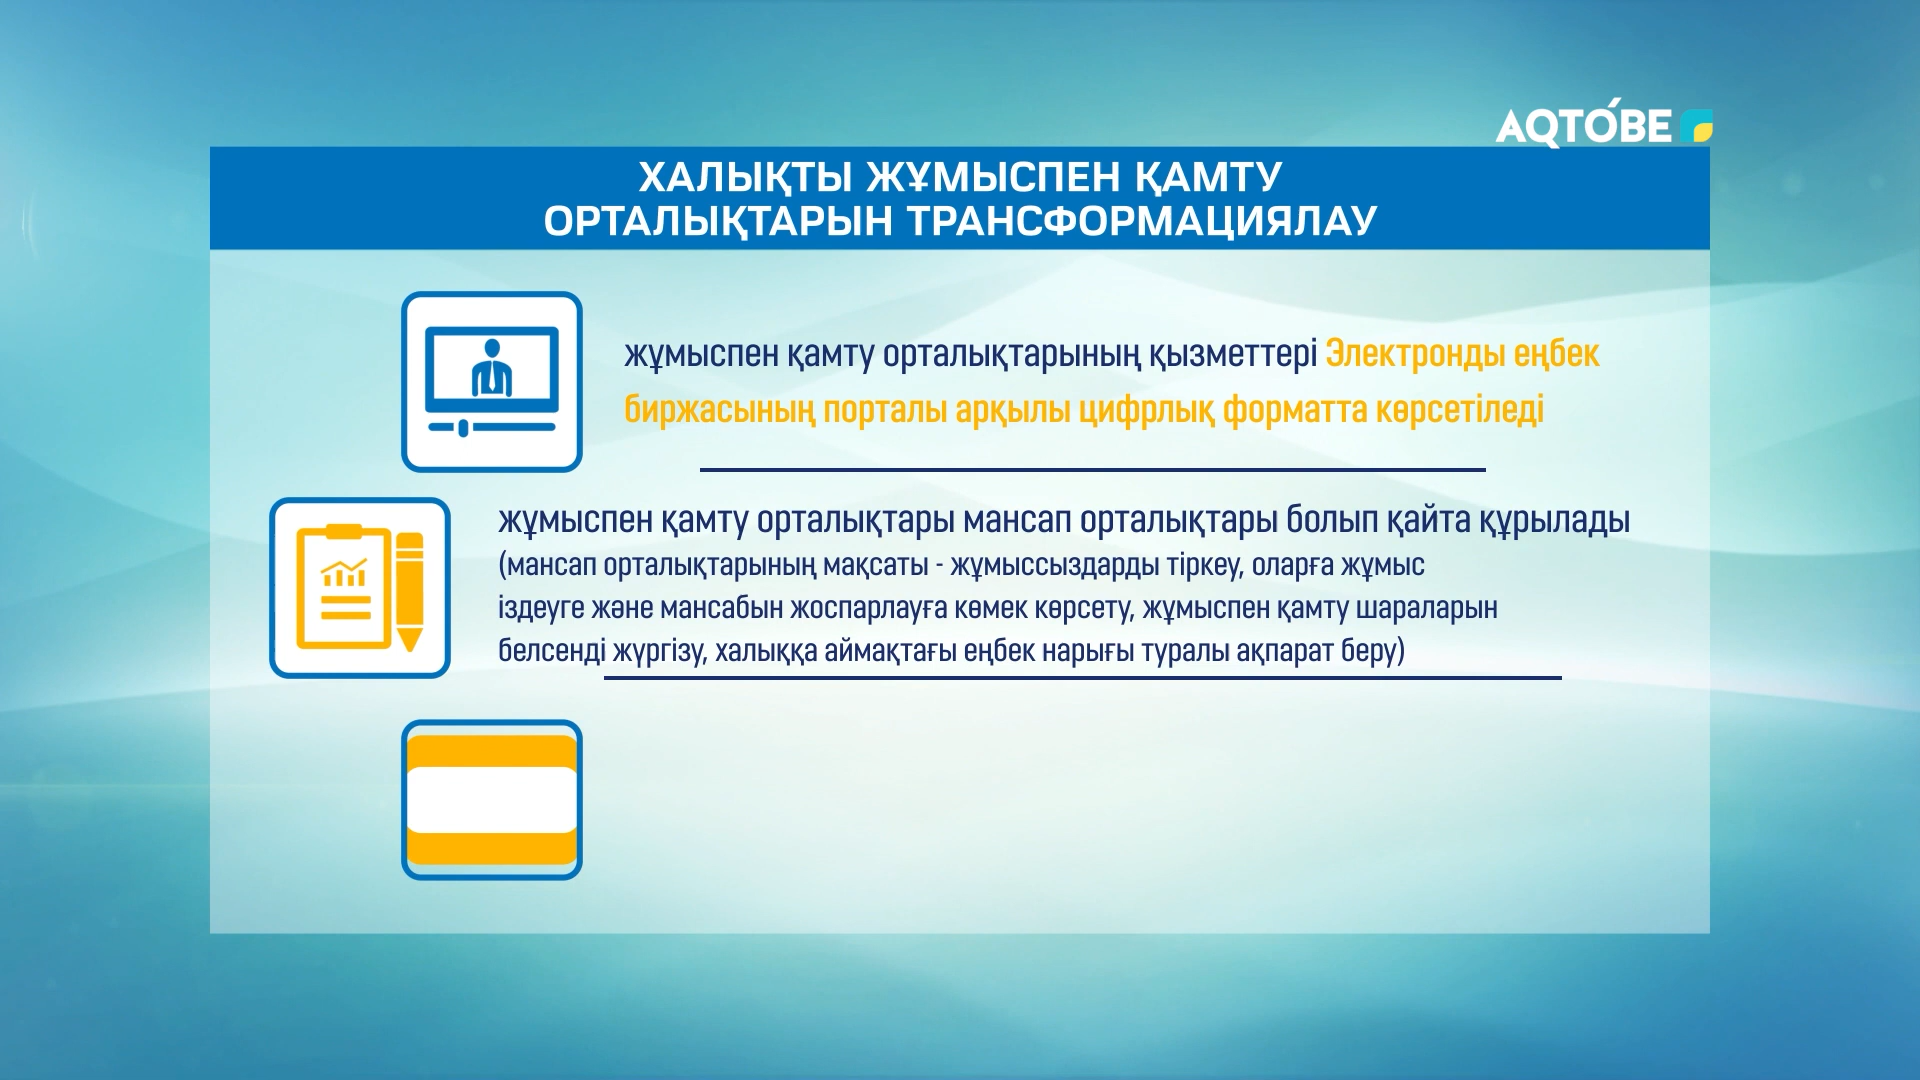 AQTÓBE
ХАЛЫҚТЫ ЖҰМЫСПЕН ҚАМТУ
ОРТАЛЫҚТАРЫН ТРАНСФОРМАЦИЯЛАУ
жұмыспен қамту орталықтарының қызметтері Электронды еңбек
биржасының порталы арқылы цифрлық форматта көрсетіледі
жұмыспен қамту орталықтары мансап орталықтары болып қайта құрылады
(мансап орталықтарының мақсаты - жұмыссыздарды тіркеу, оларға жұмыс
іздеуге және мансабын жоспарлауға көмек көрсету, жұмыспен қамту шараларын
белсенді жүргізу, халыққа аймақтағы еңбек нарығы туралы ақпарат беру)